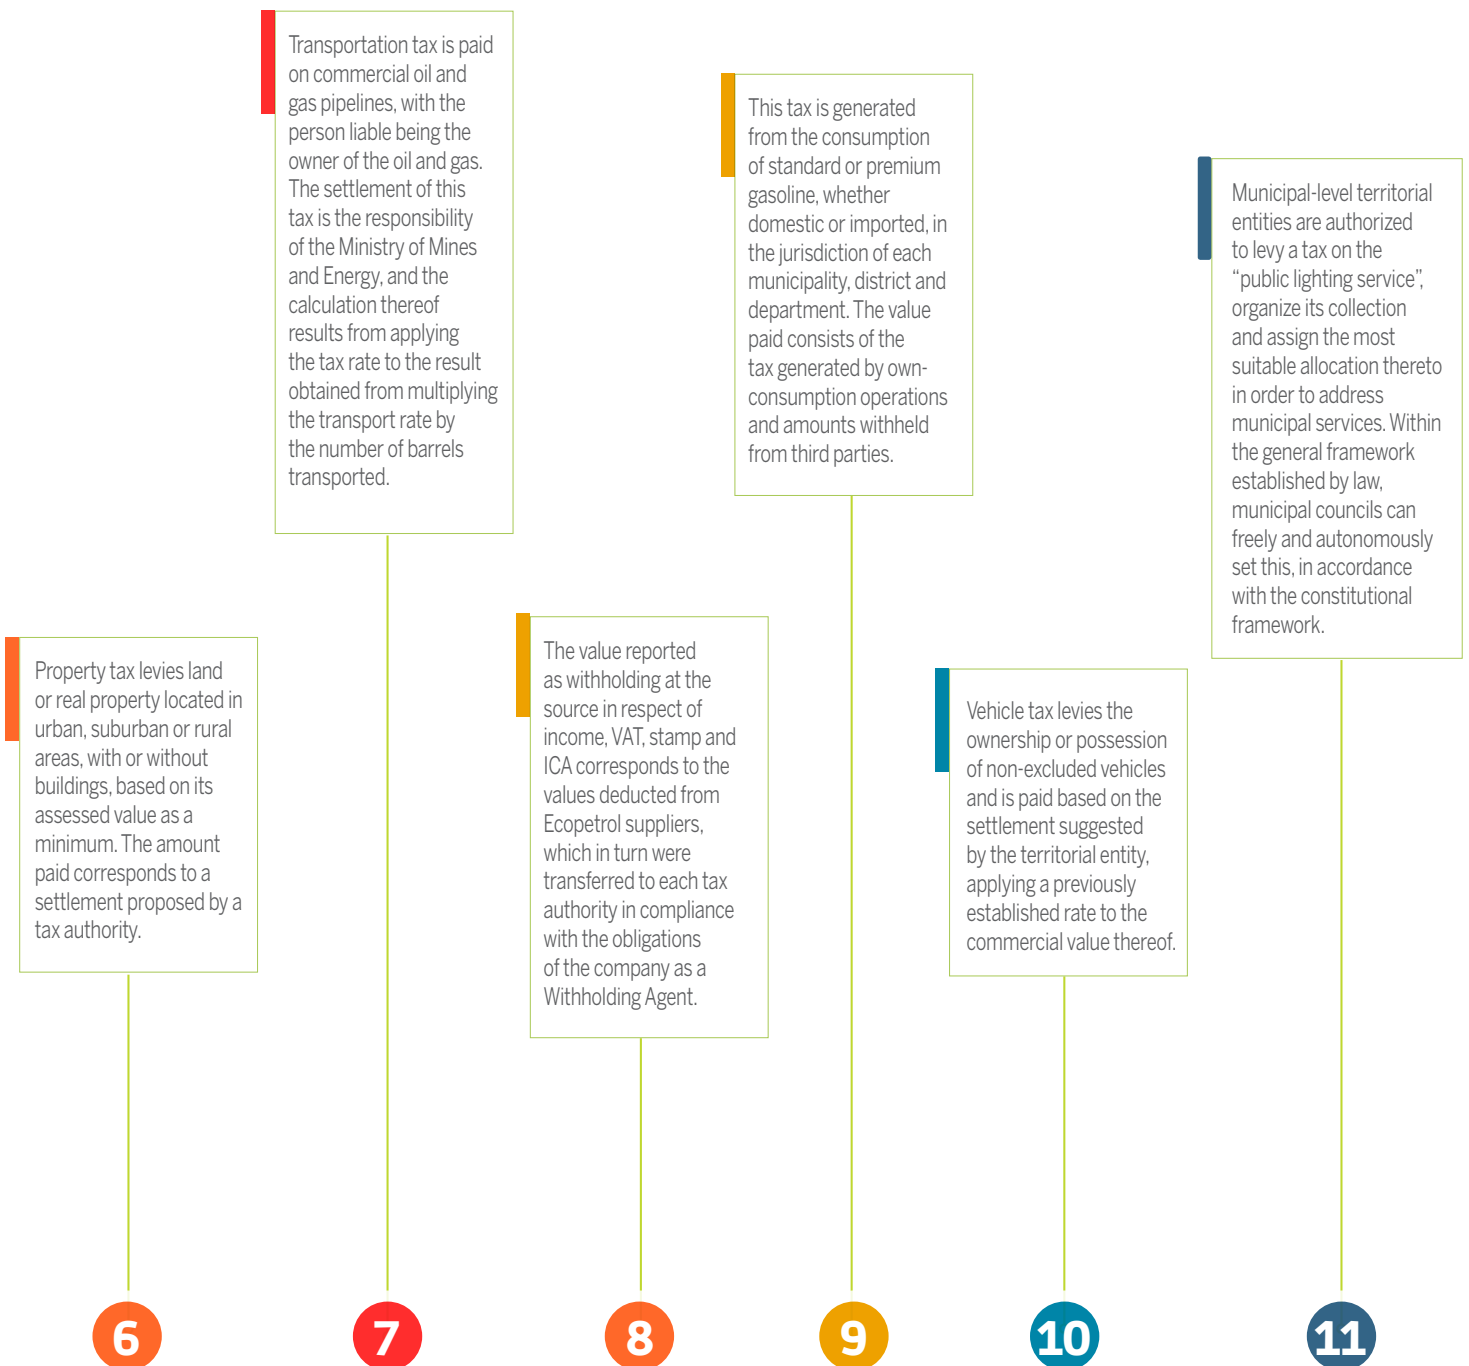 Transportation tax is paid
on commercial oil and
gas pipelines, with the
person liable being the
owner of the oil and gas.
The settlement of this
tax is the responsibility
of the Ministry of Mines
and Energy, and the
calculation thereof
results from applying
the tax rate to the result
obtained from multiplying
the transport rate by
the number of barrels
transported.
This tax is generated
from the consumption
of standard or premium
gasoline, whether
domestic or imported, in
the jurisdiction of each
municipality, district and
department. The value
paid consists of the
tax generated by own-
consumption operations
and amounts withheld
from third parties.
Municipal-level territorial
entities are authorized
to levy a tax on the
“public lighting service”,
organize its collection
and assign the most
suitable allocation thereto
in order to address
municipal services. Within
the general framework
established by law,
municipal councils can
freely and autonomously
set this, in accordance
with the constitutional
framework.
Property tax levies land
or real property located in
urban, suburban or rural
areas, with or without
buildings, based on its
assessed value as a
minimum. The amount
paid corresponds to a
settlement proposed by a
tax authority.
The value reported
as withholding at the
source in respect of
income, VAT, stamp and
ICA corresponds to the
values deducted from
Ecopetrol suppliers,
which in turn were
transferred to each tax
authority in compliance
with the obligations
of the company as a
Withholding Agent.
Vehicle tax levies the
ownership or possession
of non-excluded vehicles
and is paid based on the
settlement suggested
by the territorial entity,
applying a previously
established rate to the
commercial value thereof.
6
7
8
9
10
11